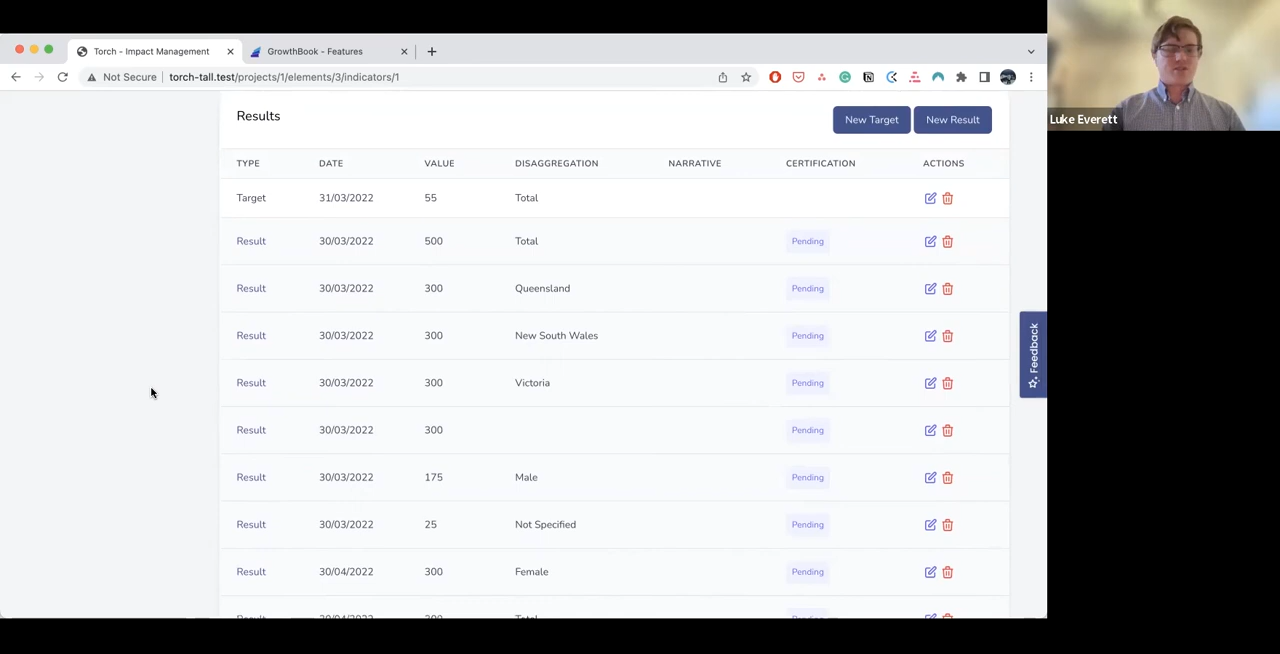 Torch - Impact Management
GrowthBook - Features
Not Secure
torch-tall.test/projects/1/elements/3/indicators/1
Luke Everett
Results
New Target
New Result
TYPE DATE VALUE DISAGGREGATION NARRATIVE CERTIFICATION ACTIONS
Target 31/03/2022 55 Total
Result 30/03/2022 500 Total Pending
Result 30/03/2022 300 Queensland Pending
Result 30/03/2022 300 New South Wales Pending
Result 30/03/2022 300 Victoria Pending
Result 30/03/2022 300 Pending
Result 30/03/2022 175 Male Pending
Result 30/03/2022 25 Not Specified Pending
Result 30/04/2022 300 Female Pending
Feedback